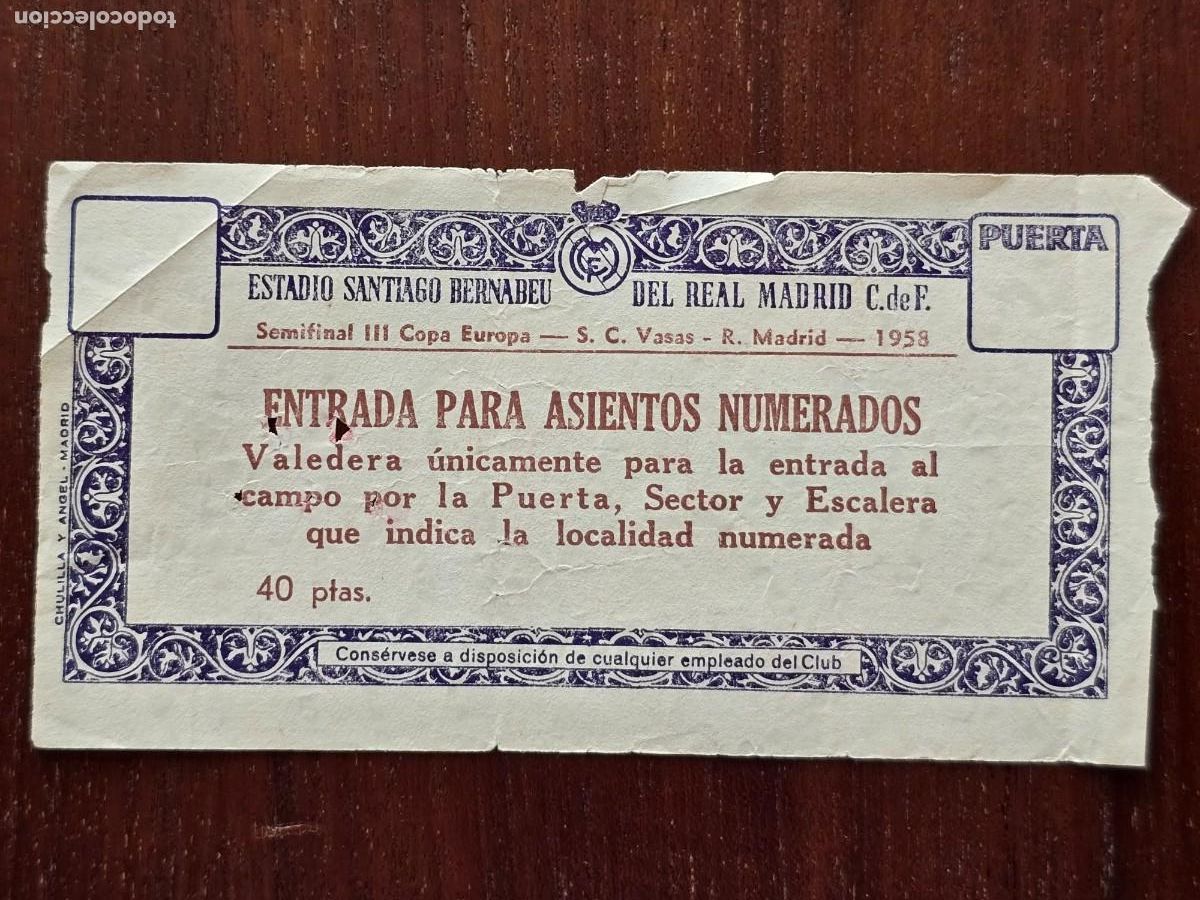 todocoleccion
PUERTA
ESTADIO SANTIAGO BERNABEU DEL REAL MADRID C. de F.
Semifinal III Copa Europa — S. C. Vasas - R. Madrid — 1958
ENTRADA PARA ASIENTOS NUMERADOS
Valedera únicamente para la entrada al
campo por la Puerta, Sector y Escalera
que indica la localidad numerada
40 ptas.
Consérvese a disposición de cualquier empleado del Club
CHULILLA Y ANGEL - MADRID